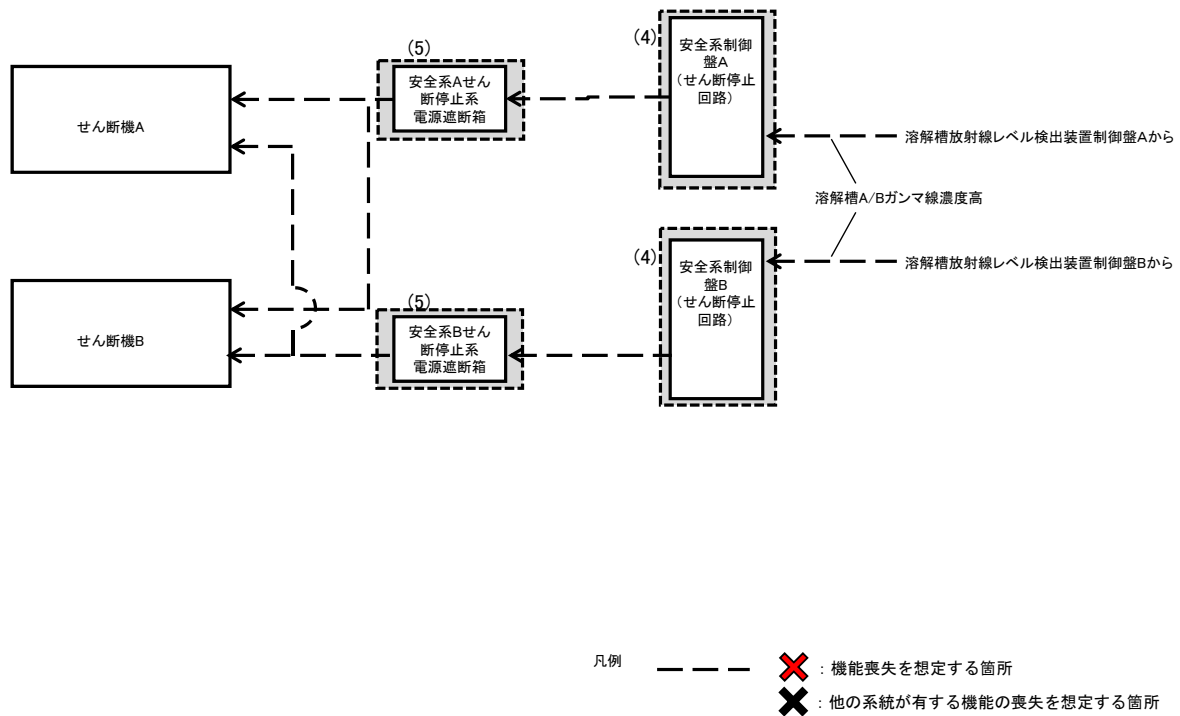 (5)
(4)
せん断機A
安全系Aせん
断停止系
電源遮断箱
安全系制御
盤A
(せん断停止
回路)
溶解槽放射線レベル検出装置制御盤Aから
溶解槽A/Bガンマ線濃度高
(4)
せん断機B
(5)
安全系Bせん
断停止系
電源遮断箱
安全系制御
盤B
(せん断停止
回路)
溶解槽放射線レベル検出装置制御盤Bから
凡例
：機能喪失を想定する箇所
：他の系統が有する機能の喪失を想定する箇所